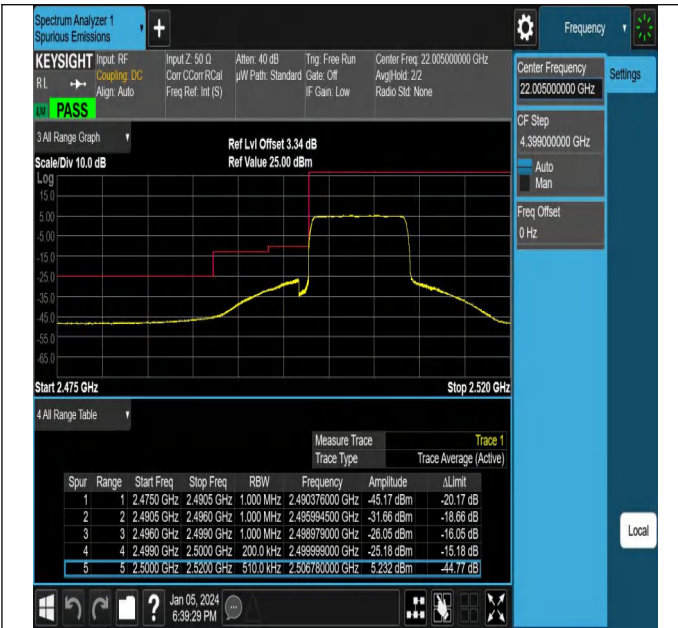 Spectrum Analyzer 1
Spurious Emissions
Frequency
KEYSIGHT
RL
PASS
Input: RF
Coupling: DC
Align: Auto
Input Z: 50 Ω
Corr CCorr RCal
Freq Ref: Int (S)
Atten: 40 dB
µW Path: Standard
Trig: Free Run
Gate: Off
IF Gain: Low
Center Freq: 22.005000000 GHz
Avg|Hold: 2/2
Radio Std: None
Center Frequency
22.005000000 GHz
Settings
CF Step
4.399000000 GHz
Auto
Man
Freq Offset
0 Hz
Local
3 All Range Graph
Ref Lvl Offset 3.34 dB
Scale/Div 10.0 dB
Ref Value 25.00 dBm
Log
15.0
5.00
-5.00
-15.0
-25.0
-35.0
-45.0
-55.0
-65.0
Start 2.475 GHz
Stop 2.520 GHz
4 All Range Table
Measure Trace Trace 1
Trace Type Trace Average (Active)
Spur Range Start Freq Stop Freq RBW Frequency Amplitude ΔLimit
1 1 2.4750 GHz 2.4905 GHz 1.000 MHz 2.490376000 GHz -45.17 dBm -20.17 dB
2 2 2.4905 GHz 2.4960 GHz 1.000 MHz 2.495994500 GHz -31.66 dBm -18.66 dB
3 3 2.4960 GHz 2.4990 GHz 1.000 MHz 2.498979000 GHz -26.05 dBm -16.05 dB
4 4 2.4990 GHz 2.5000 GHz 200.0 kHz 2.499999000 GHz -25.18 dBm -15.18 dB
5 5 2.5000 GHz 2.5200 GHz 510.0 kHz 2.506780000 GHz 5.232 dBm -44.77 dB
Jan 05, 2024
6:39:29 PM